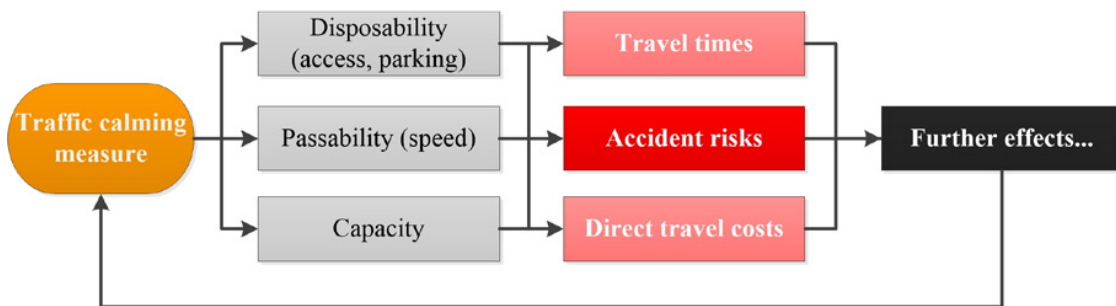 Traffic calming
measure
Disposability
(access, parking)
Passability (speed)
Capacity
Travel times
Accident risks
Direct travel costs
Further effects...